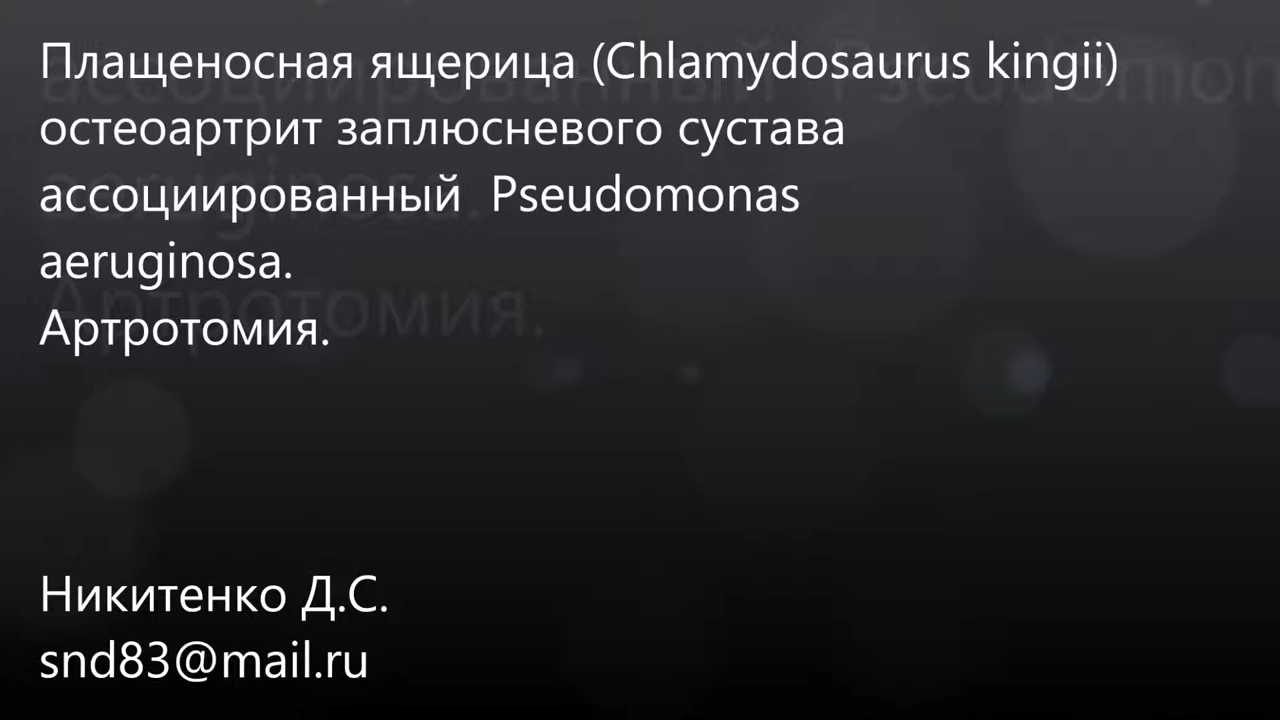 Плащеносная ящерица (Chlamydosaurus kingii)
остеоартрит заплюсневого сустава
ассоциированный  Pseudomonas
aeruginosa.
Артротомия.
Никитенко Д.С.
snd83@mail.ru